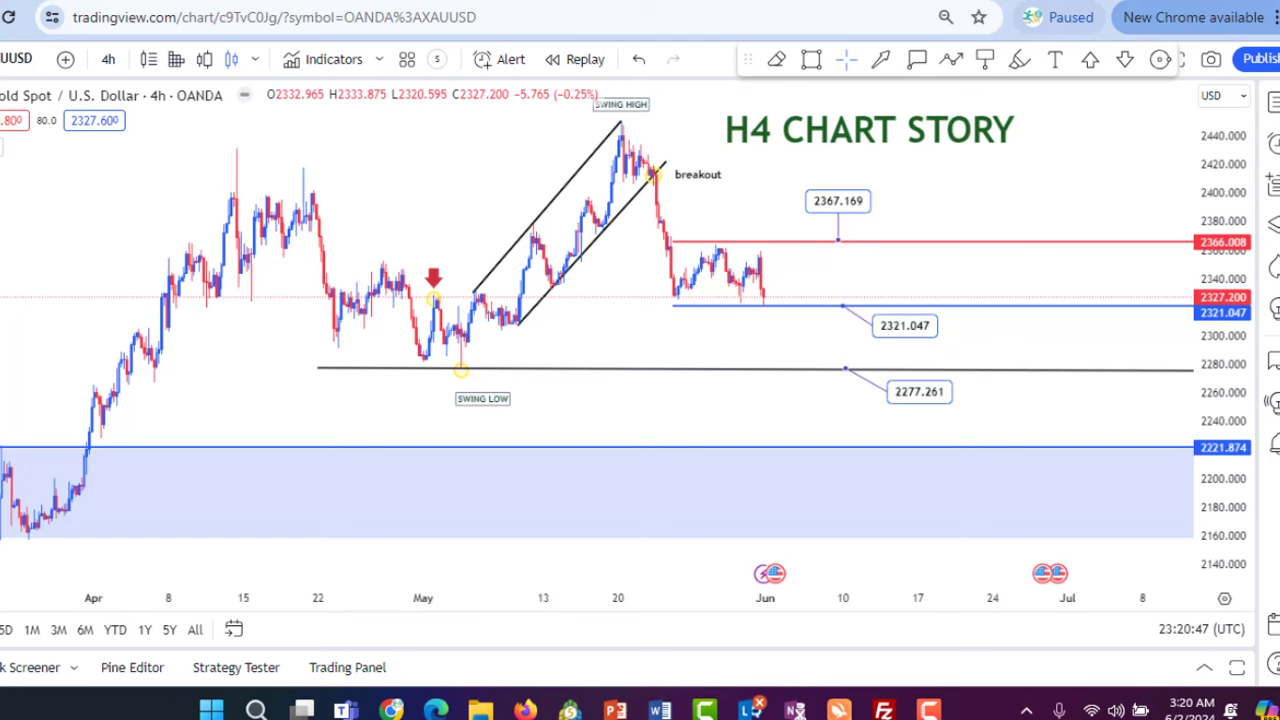 tradingview.com/chart/c9TvC0Jg/?symbol=OANDA%3AXAUUSD
Paused
New Chrome available
4h
Indicators
S
Alert
Replay
Publish
old Spot / U.S. Dollar · 4h · OANDA
O2332.965 H2333.875 L2320.595 C2327.200 −5.765 (−0.25%)
USD
.800
80.0
2327.600
SWING HIGH
H4 CHART STORY
breakout
2367.169
2321.047
2277.261
SWING LOW
2440.000
2420.000
2400.000
2380.000
2366.008
2360.000
2340.000
2327.200
2321.047
2300.000
2280.000
2260.000
2240.000
2221.874
2200.000
2180.000
2160.000
2140.000
Apr
8
15
22
May
13
20
Jun
10
17
24
Jul
8
5D
1M
3M
6M
YTD
1Y
5Y
All
23:20:47 (UTC)
k Screener
Pine Editor
Strategy Tester
Trading Panel
3:20 AM